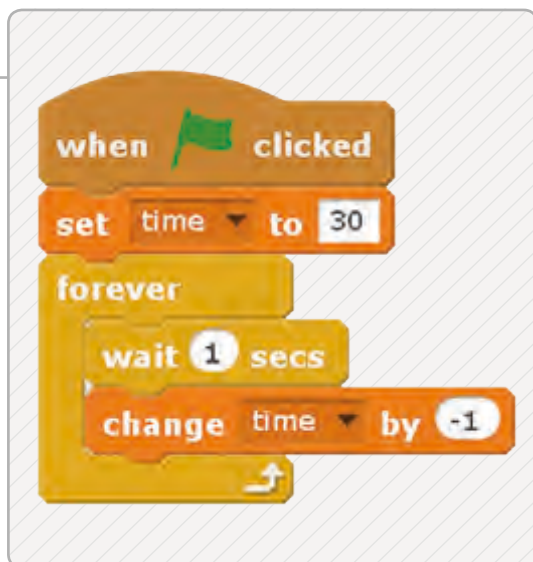 when clicked
set time to 30
forever
wait 1 secs
change time by -1